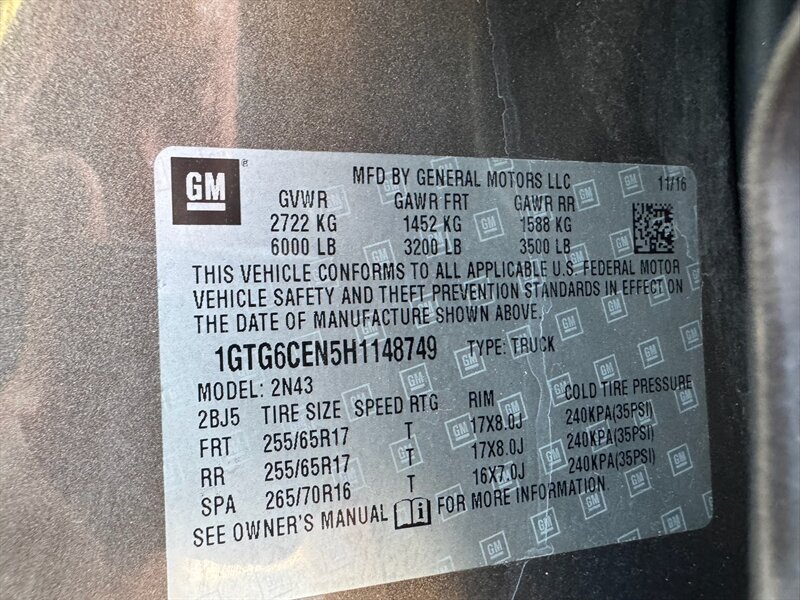 GM ®
MFD BY GENERAL MOTORS LLC 11/16
GVWR GAWR FRT GAWR RR
2722 KG 1452 KG 1588 KG
6000 LB 3200 LB 3500 LB
THIS VEHICLE CONFORMS TO ALL APPLICABLE U.S. FEDERAL MOTOR
VEHICLE SAFETY AND THEFT PREVENTION STANDARDS IN EFFECT ON
THE DATE OF MANUFACTURE SHOWN ABOVE.
1GTG6CEN5H1148749 TYPE: TRUCK
MODEL: 2N43
2BJ5 TIRE SIZE SPEED RTG RIM COLD TIRE PRESSURE
FRT 255/65R17 T 17X8.0J 240KPA(35PSI)
RR 255/65R17 T 17X8.0J 240KPA(35PSI)
SPA 265/70R16 T 16X7.0J 240KPA(35PSI)
SEE OWNER'S MANUAL i FOR MORE INFORMATION.